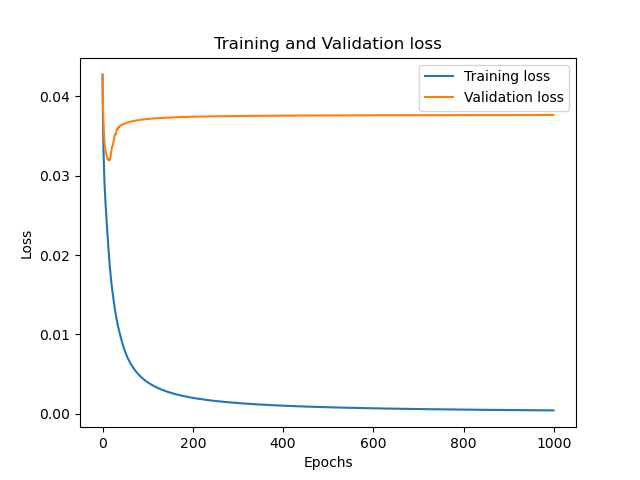 Training and Validation loss
Training loss
Validation loss
0.04
0.03
0.02
0.01
0.00
Loss
0 200 400 600 800 1000
Epochs